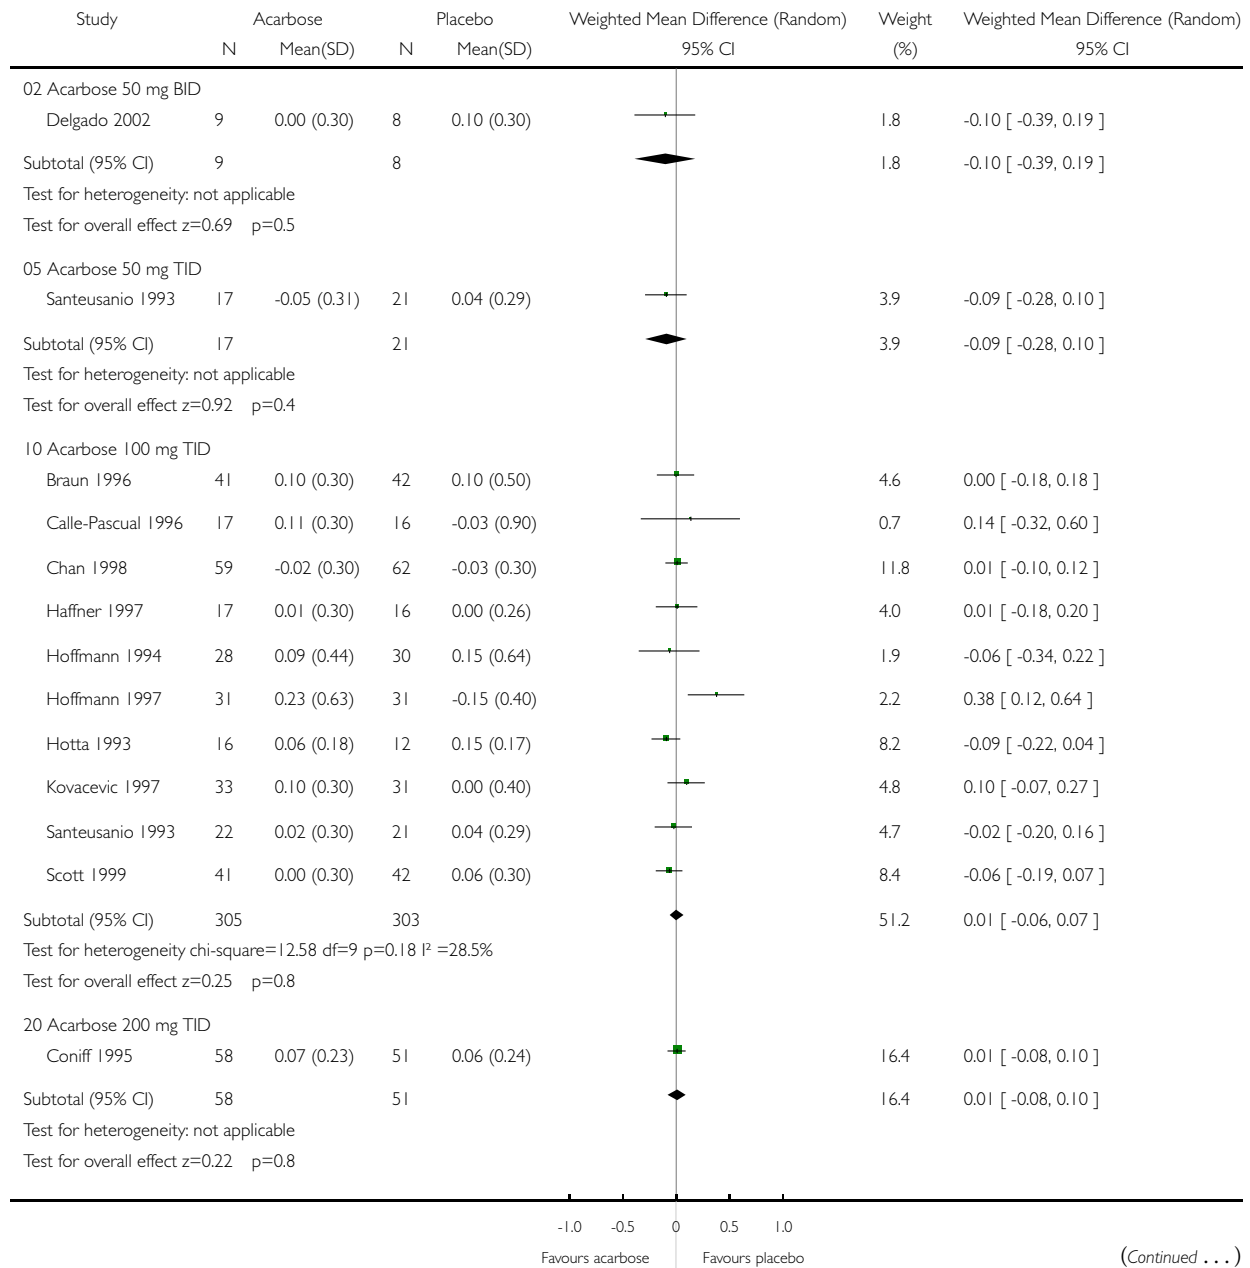 Study Acarbose Placebo Weighted Mean Difference (Random) Weight Weighted Mean Difference (Random)
N Mean(SD) N Mean(SD) 95% CI (%) 95% CI
02 Acarbose 50 mg BID
Delgado 2002 9 0.00 (0.30) 8 0.10 (0.30) 1.8 -0.10 [ -0.39, 0.19 ]
Subtotal (95% CI) 9 8 1.8 -0.10 [ -0.39, 0.19 ]
Test for heterogeneity: not applicable
Test for overall effect z=0.69 p=0.5
05 Acarbose 50 mg TID
Santeusanio 1993 17 -0.05 (0.31) 21 0.04 (0.29) 3.9 -0.09 [ -0.28, 0.10 ]
Subtotal (95% CI) 17 21 3.9 -0.09 [ -0.28, 0.10 ]
Test for heterogeneity: not applicable
Test for overall effect z=0.92 p=0.4
10 Acarbose 100 mg TID
Braun 1996 41 0.10 (0.30) 42 0.10 (0.50) 4.6 0.00 [ -0.18, 0.18 ]
Calle-Pascual 1996 17 0.11 (0.30) 16 -0.03 (0.90) 0.7 0.14 [ -0.32, 0.60 ]
Chan 1998 59 -0.02 (0.30) 62 -0.03 (0.30) 11.8 0.01 [ -0.10, 0.12 ]
Haffner 1997 17 0.01 (0.30) 16 0.00 (0.26) 4.0 0.01 [ -0.18, 0.20 ]
Hoffmann 1994 28 0.09 (0.44) 30 0.15 (0.64) 1.9 -0.06 [ -0.34, 0.22 ]
Hoffmann 1997 31 0.23 (0.63) 31 -0.15 (0.40) 2.2 0.38 [ 0.12, 0.64 ]
Hotta 1993 16 0.06 (0.18) 12 0.15 (0.17) 8.2 -0.09 [ -0.22, 0.04 ]
Kovacevic 1997 33 0.10 (0.30) 31 0.00 (0.40) 4.8 0.10 [ -0.07, 0.27 ]
Santeusanio 1993 22 0.02 (0.30) 21 0.04 (0.29) 4.7 -0.02 [ -0.20, 0.16 ]
Scott 1999 41 0.00 (0.30) 42 0.06 (0.30) 8.4 -0.06 [ -0.19, 0.07 ]
Subtotal (95% CI) 305 303 51.2 0.01 [ -0.06, 0.07 ]
Test for heterogeneity chi-square=12.58 df=9 p=0.18 I² =28.5%
Test for overall effect z=0.25 p=0.8
20 Acarbose 200 mg TID
Coniff 1995 58 0.07 (0.23) 51 0.06 (0.24) 16.4 0.01 [ -0.08, 0.10 ]
Subtotal (95% CI) 58 51 16.4 0.01 [ -0.08, 0.10 ]
Test for heterogeneity: not applicable
Test for overall effect z=0.22 p=0.8
-1.0 -0.5 0 0.5 1.0
Favours acarbose Favours placebo (Continued . . . )